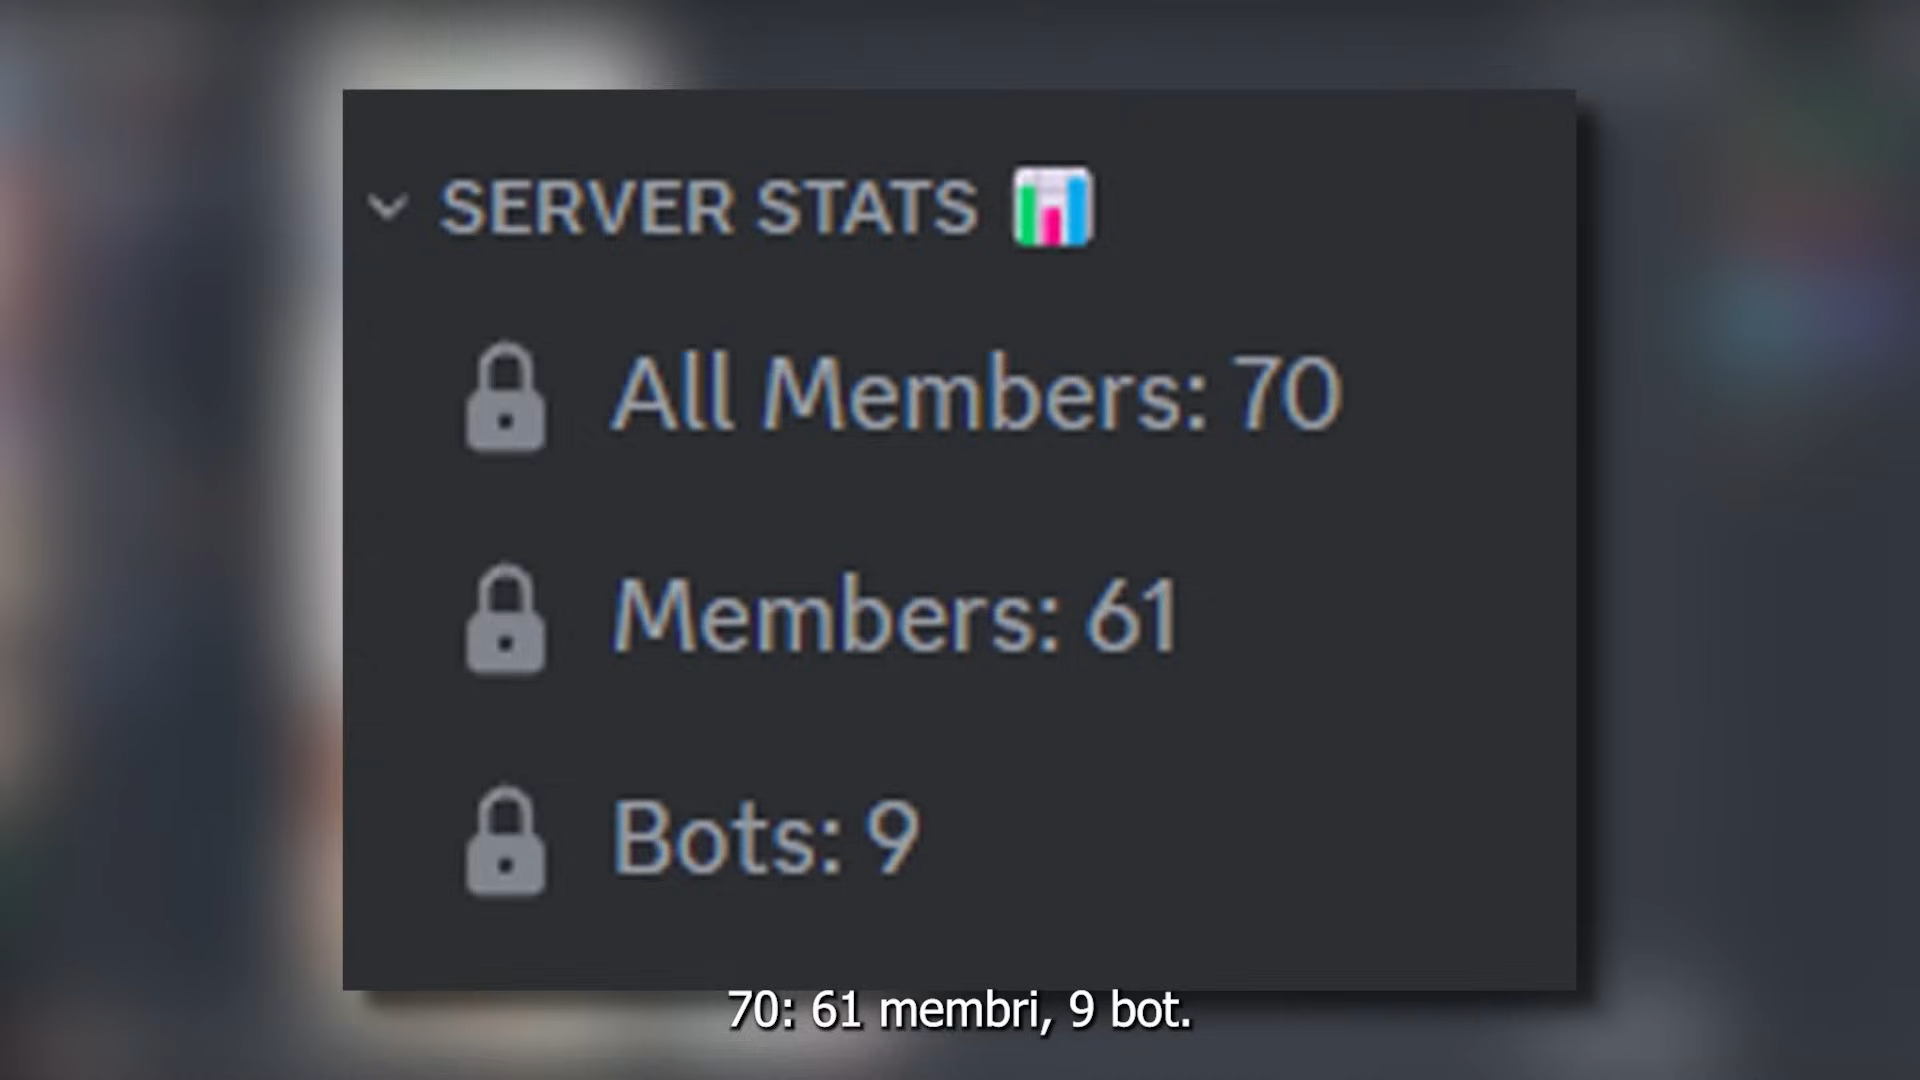 SERVER STATS 📊
All Members: 70
Members: 61
Bots: 9
70: 61 membri, 9 bot.